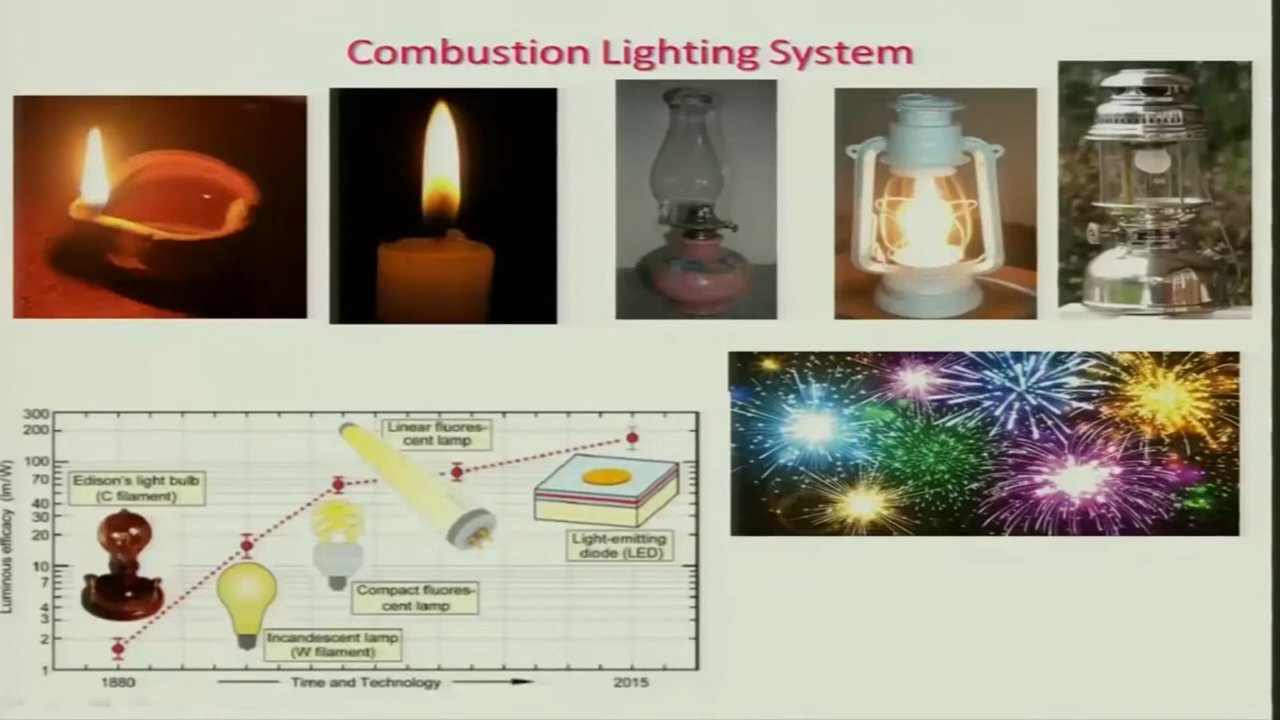 Combustion Lighting System
300
200
100
70
40
30
20
10
7
4
3
2
1
Luminous efficacy (lm/W)
Edison's light bulb
(C filament)
Linear fluores-
cent lamp
Light-emitting
diode (LED)
Compact fluores-
cent lamp
Incandescent lamp
(W filament)
1880
Time and Technology
2015